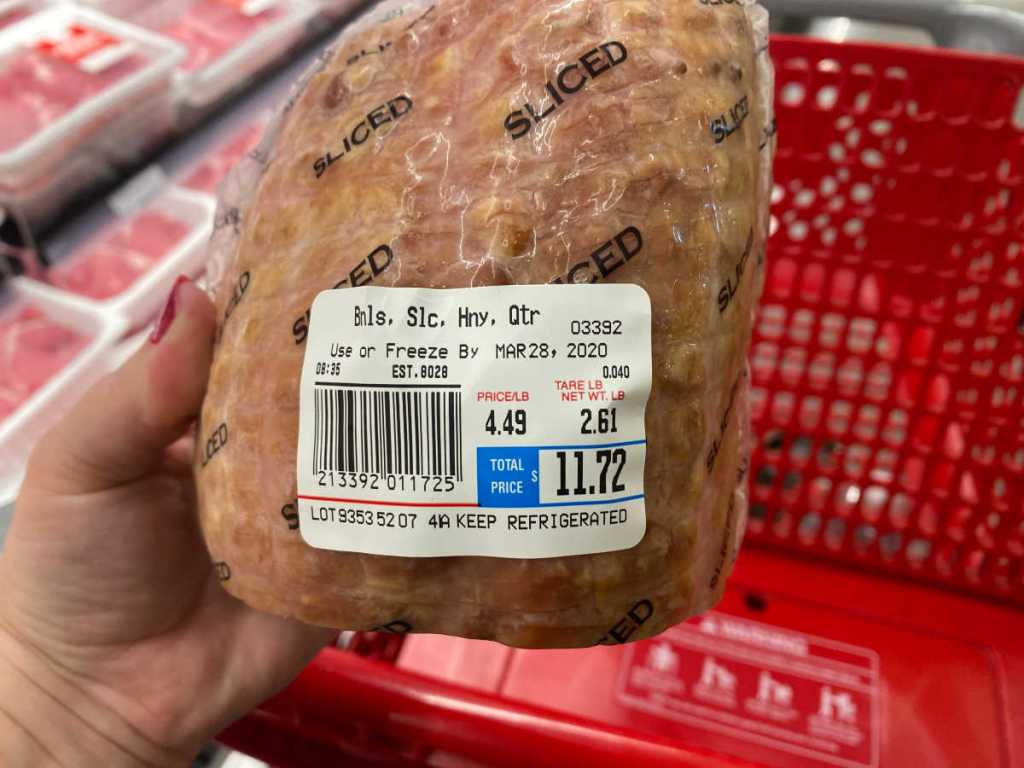 SLICED
SLICED
SLICED
SLICED
SLICED
Bnls. Slc. Hny. Qtr
03392
Use or Freeze By MAR28, 2020
08:35
EST.8028
0.040
PRICE/LB
TARE LB
NET WT. LB
4.49
2.61
TOTAL
PRICE
$
11.72
213392 011725
LOT 9353 52 07 41A KEEP REFRIGERATED